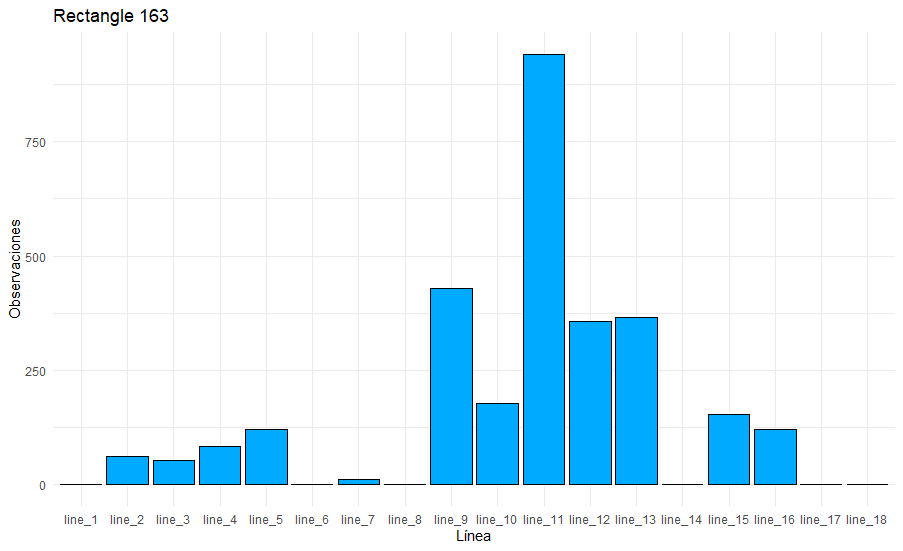 Rectangle 163
Observaciones
750
500
250
0
line_1 line_2 line_3 line_4 line_5 line_6 line_7 line_8 line_9 line_10 line_11 line_12 line_13 line_14 line_15 line_16 line_17 line_18
Línea